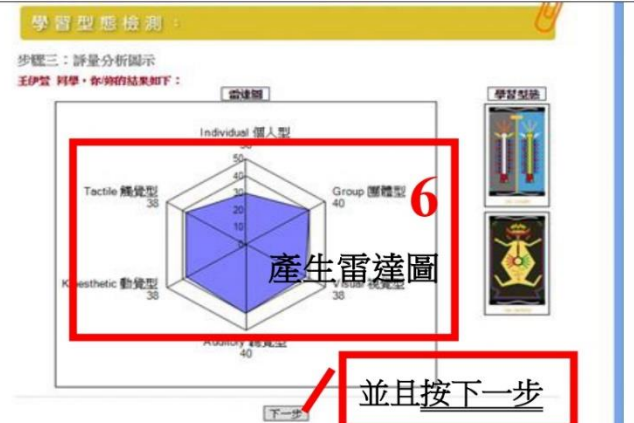 學習型態檢測：
步驟三：評量分析圖示
王伊萱 同學，你/妳的結果如下：
雷達圖
學習型態
Individual 個人型
50
40
30
20
10
0
Group 團體型
40
Visual 視覺型
38
Auditory 聽覺型
40
Kinesthetic 動覺型
38
Tactile 觸覺型
38
6
產生雷達圖
下一步
並且按下一步